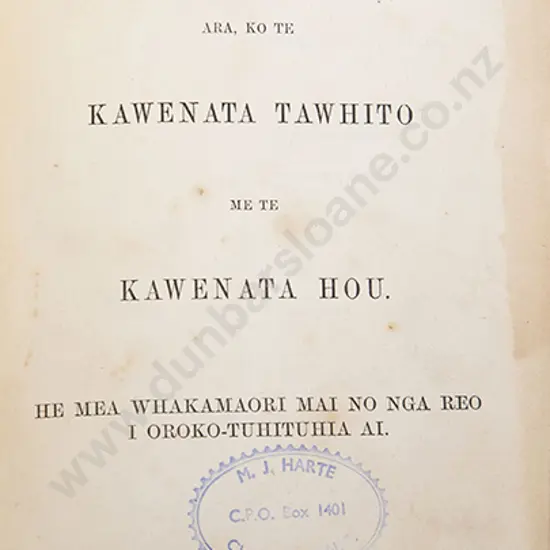 ARA, KO TE
KAWENATA TAWHITO
ME TE
KAWENATA HOU.
HE MEA WHAKAMAORI MAI NO NGA REO
I OROKO-TUHITUHIA AI.
M. J. HARTE
C.P.O. Box 1401
www.dunbarsloane.co.nz